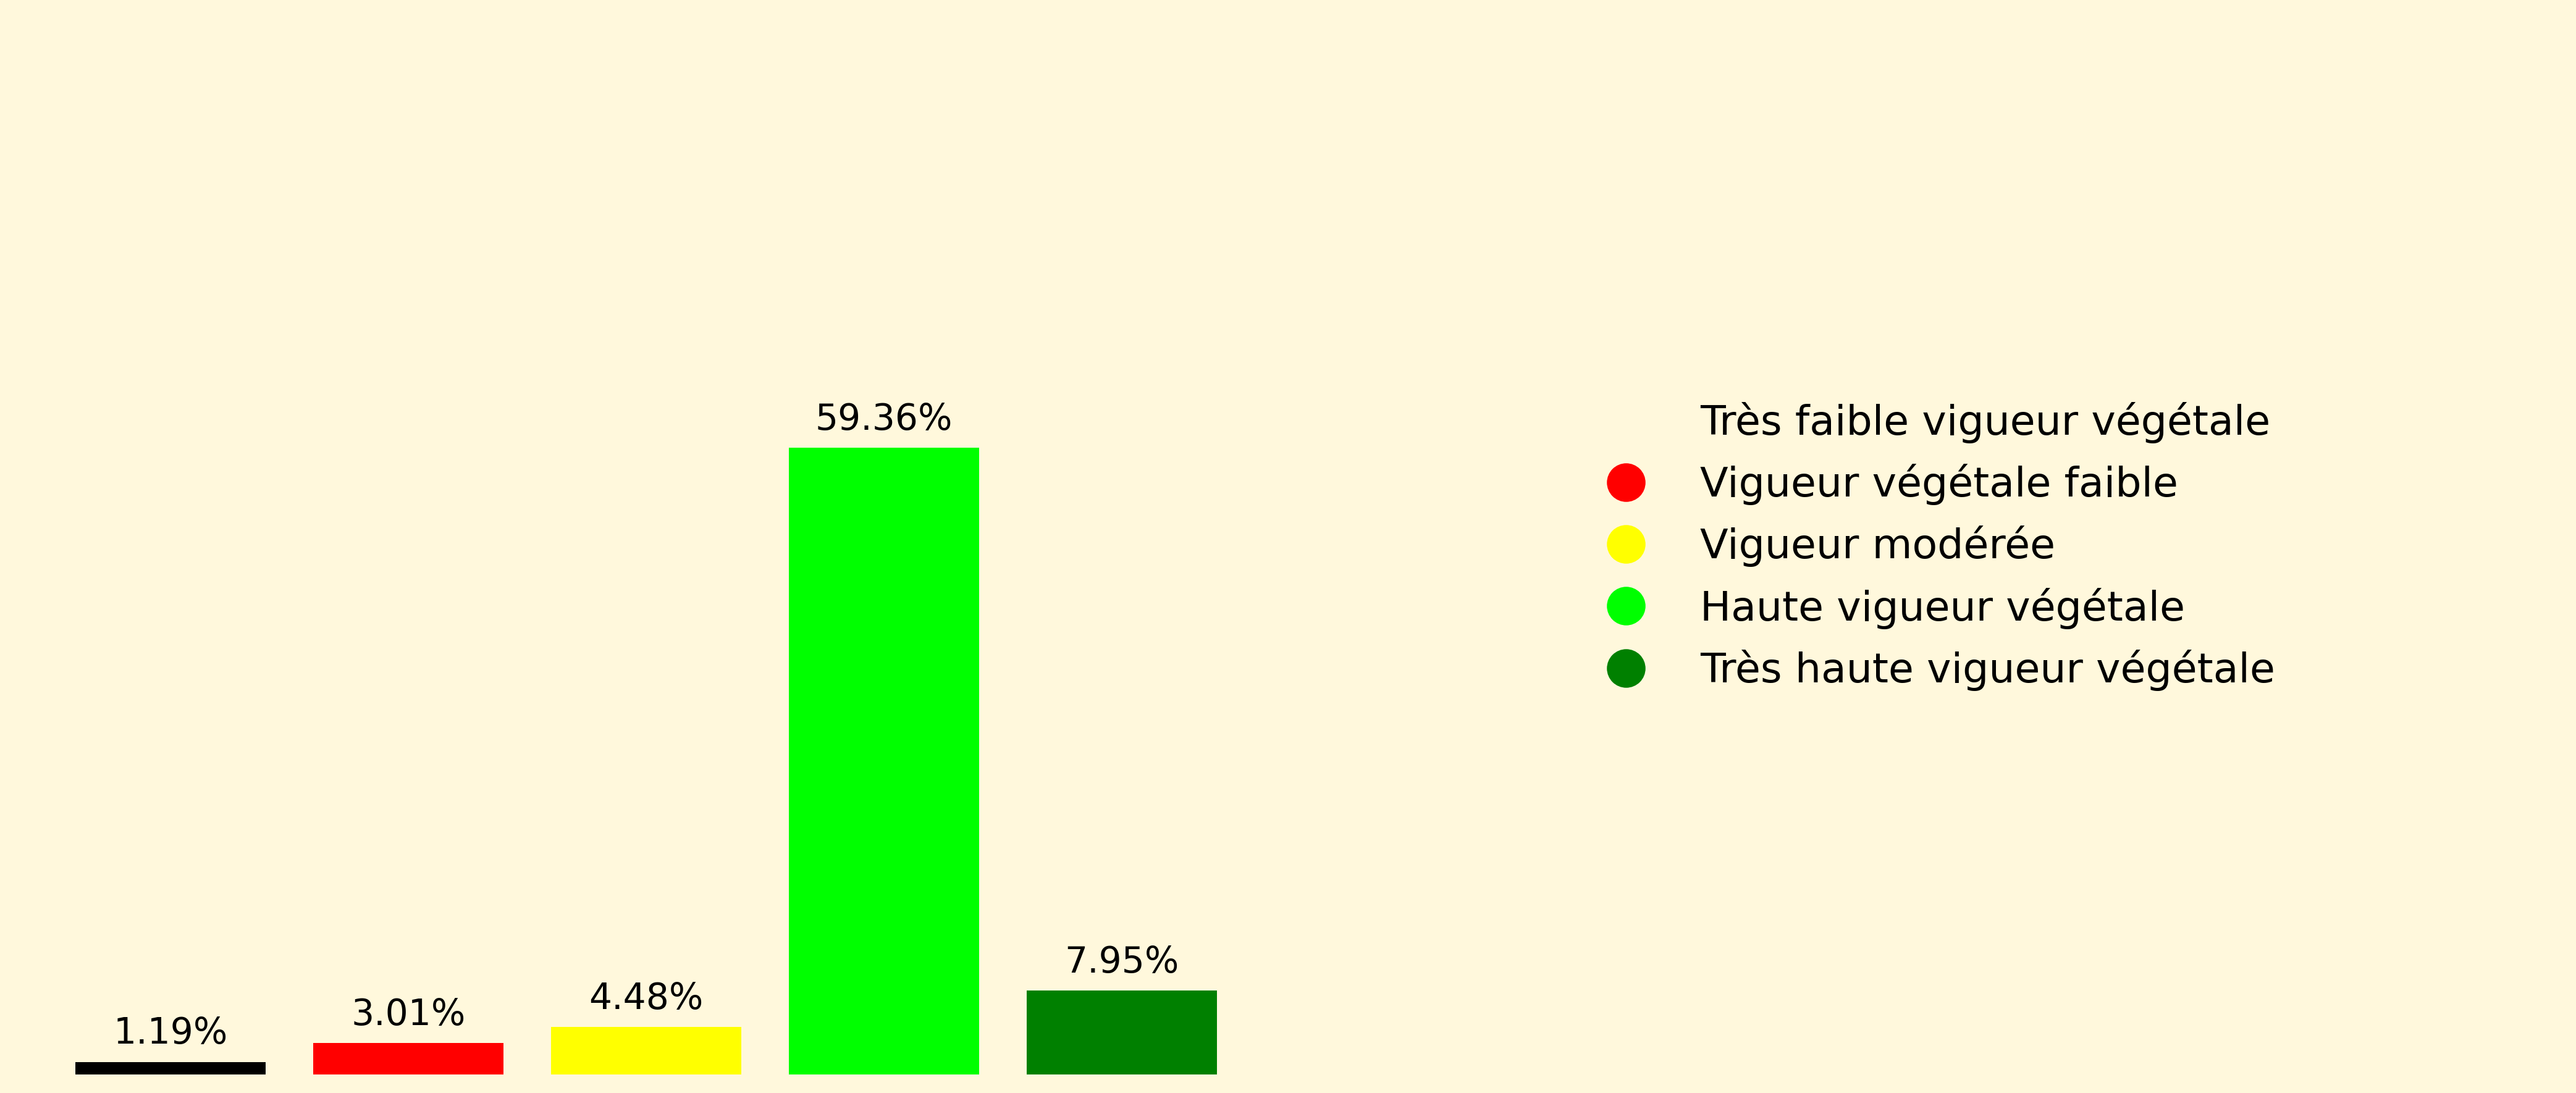 59.36%
7.95%
4.48%
3.01%
1.19%
Très faible vigueur végétale
Vigueur végétale faible
Vigueur modérée
Haute vigueur végétale
Très haute vigueur végétale